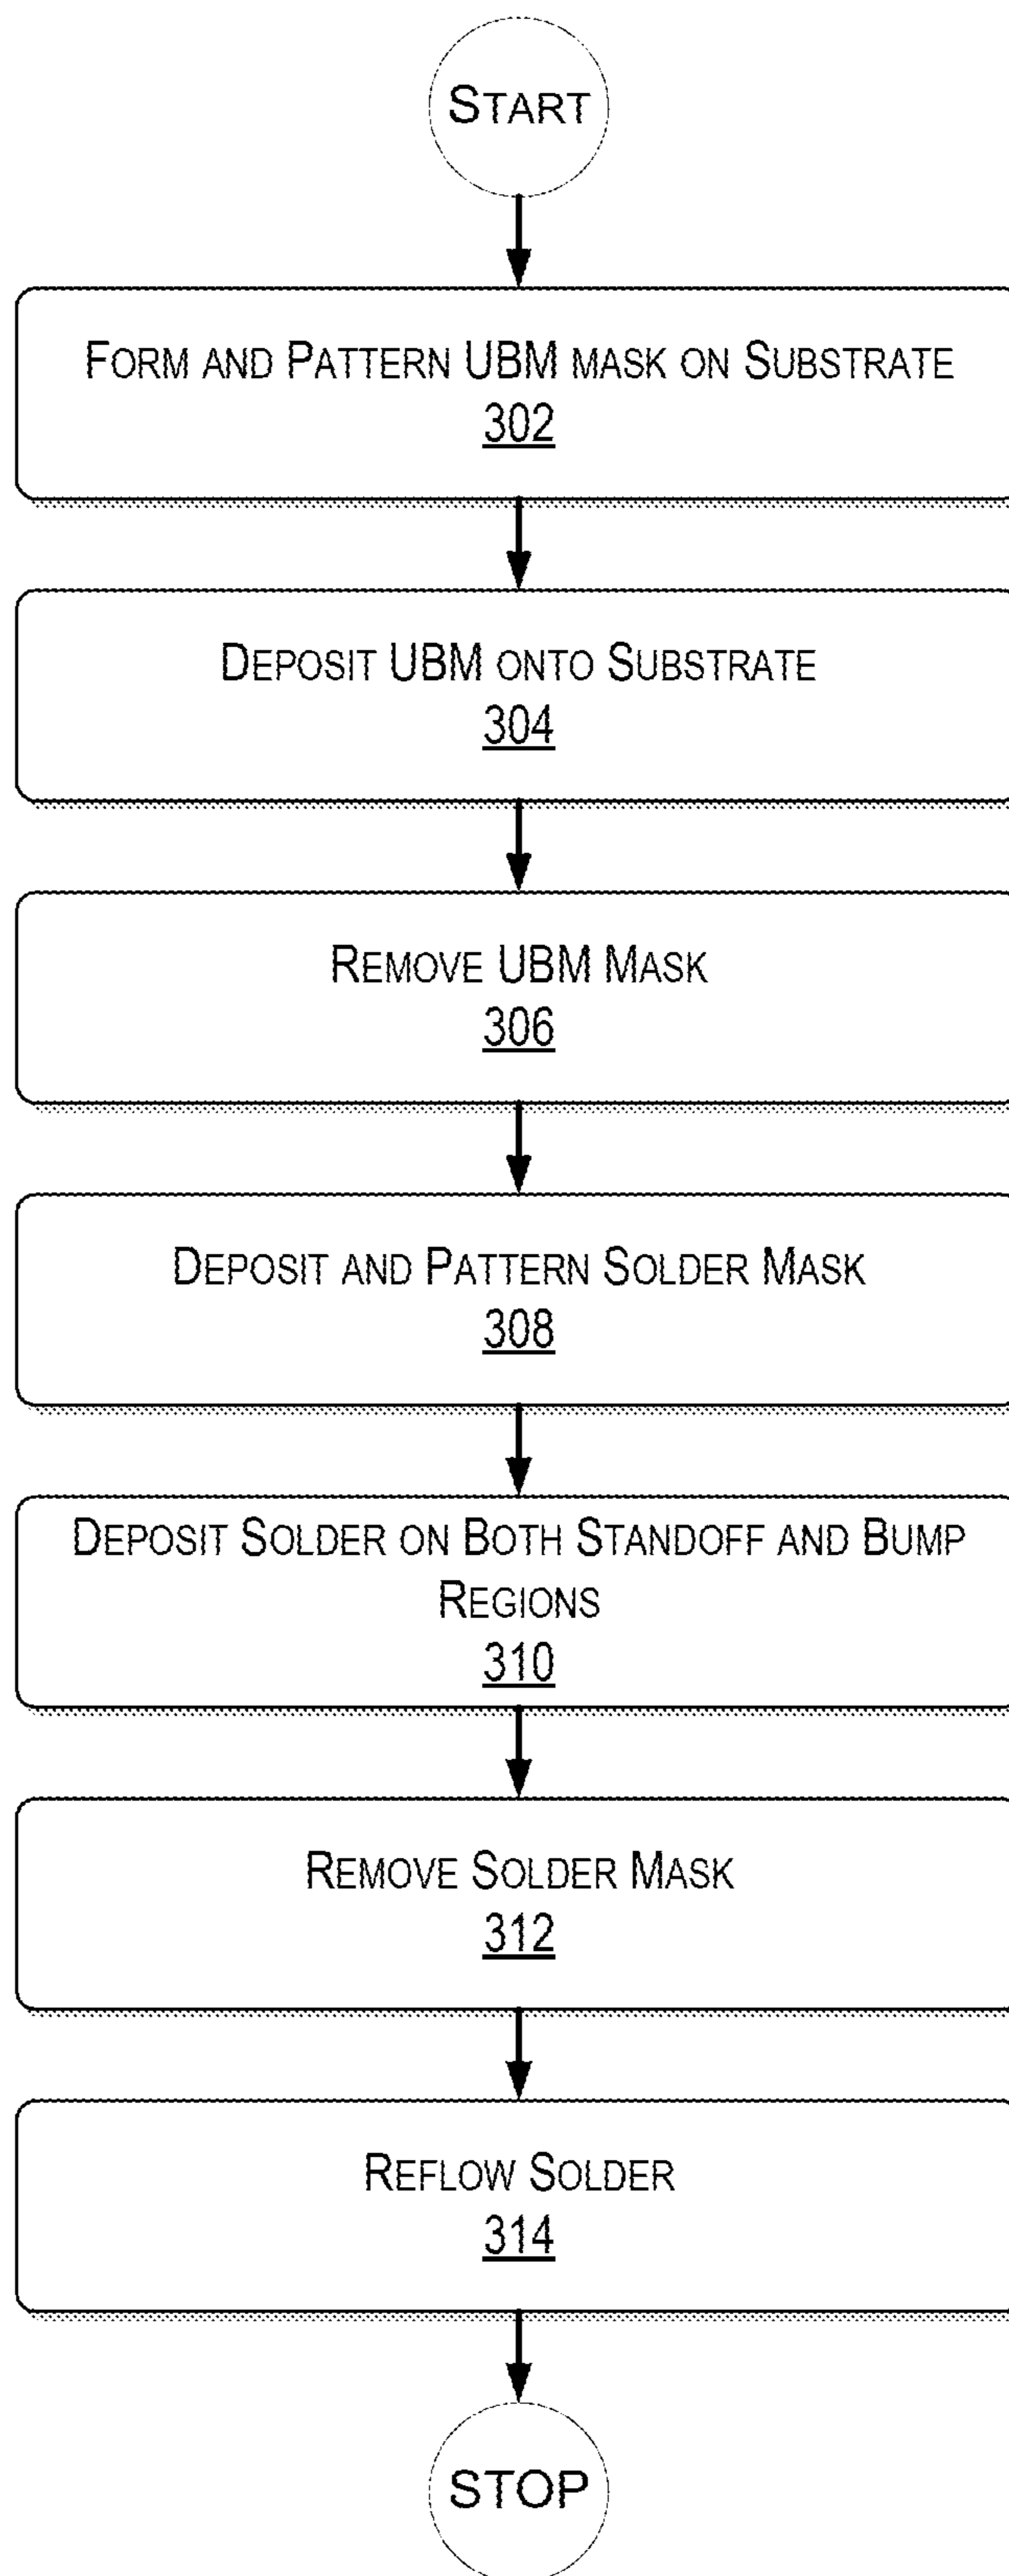 START
FORM AND PATTERN UBM MASK ON SUBSTRATE
302
DEPOSIT UBM ONTO SUBSTRATE
304
REMOVE UBM MASK
306
DEPOSIT AND PATTERN SOLDER MASK
308
DEPOSIT SOLDER ON BOTH STANDOFF AND BUMP
REGIONS
310
REMOVE SOLDER MASK
312
REFLOW SOLDER
314
STOP